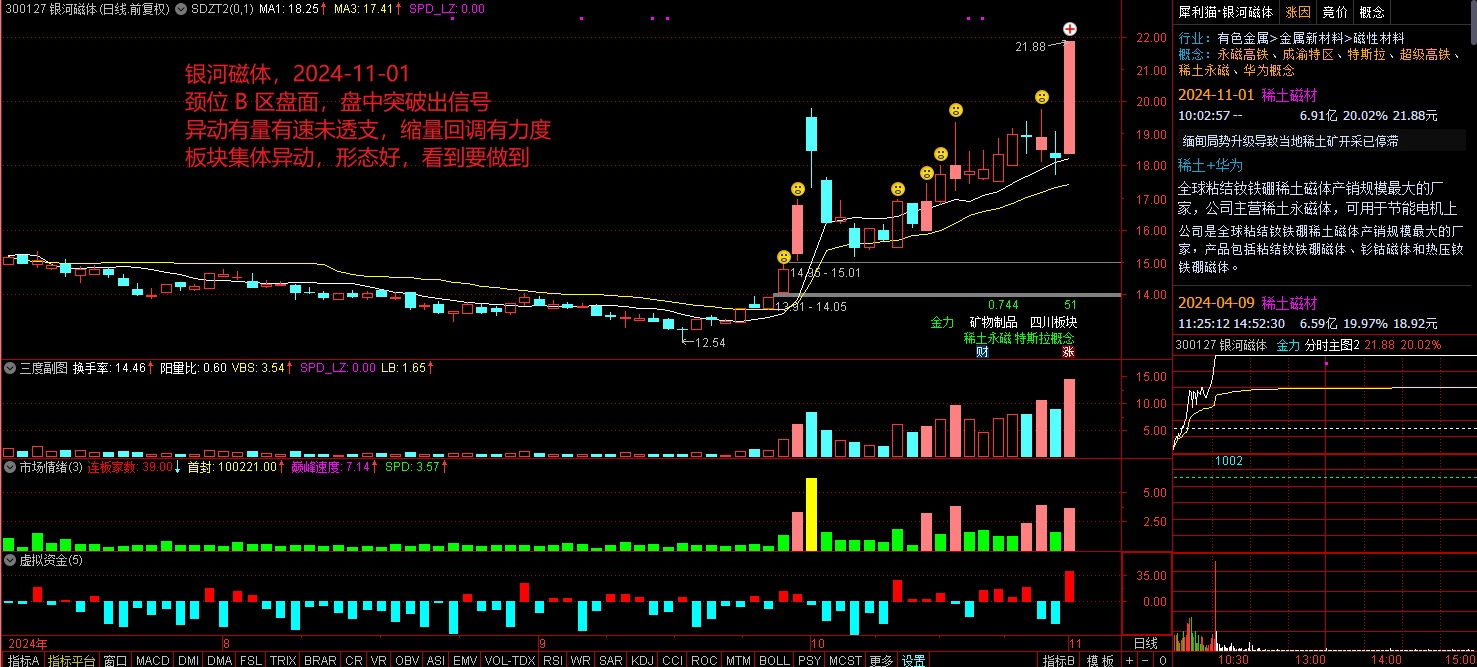 300127 银河磁体(日线.前复权) SDZT2(0,1) MA1: 18.25↑ MA3: 17.41↑ SPD_LZ: 0.00
银河磁体，2024-11-01
颈位 B 区盘面，盘中突破出信号
异动有量有速未透支，缩量回调有力度
板块集体异动，形态好，看到要做到
21.88
14.95 - 15.01
13.91 - 14.05
←12.54
0.744 51
金力 矿物制品 四川板块
稀土永磁 特斯拉概念
财 涨
22.00
21.00
20.00
19.00
18.00
17.00
16.00
15.00
14.00
三度副图 换手率: 14.46↑ 阳量比: 0.60 VBS: 3.54↑ SPD_LZ: 0.00 LB: 1.65↑
15.00
10.00
5.00
市场情绪(3) 连板家数: 39.00↓ 首封: 100221.00↑ 巅峰速度: 7.14↑ SPD: 3.57↑
5.00
2.50
虚拟资金(5)
35.00
0.00
2024年 8 9 10 11 日线
指标A 指标平台 窗口 MACD DMI DMA FSL TRIX BRAR CR VR OBV ASI EMV VOL-TDX RSI WR SAR KDJ CCI ROC MTM BOLL PSY MCST 更多 设置 指标B 模板 + - 0
犀利猫·银河磁体 涨因 竟价 概念
行业: 有色金属>金属新材料>磁性材料
概念: 永磁高铁、成渝特区、特斯拉、超级高铁、
稀土永磁、华为概念
2024-11-01 稀土磁材
10:02:57-- 6.91亿 20.02% 21.88元
缅甸局势升级导致当地稀土矿开采已停滞
稀土+华为
全球粘结钕铁硼稀土磁体产销规模最大的厂
家，公司主营稀土永磁体，可用于节能电机上
公司是全球粘结钕铁硼稀土磁体产销规模最大的厂
家，产品包括粘结钕铁硼磁体、钐钴磁体和热压钕
铁硼磁体。
2024-04-09 稀土磁材
11:25:12 14:52:30 6.59亿 19.97% 18.92元
300127 银河磁体 金力 分时主图2 21.88 20.02%
1002
10:30 13:00 14:00 15:00